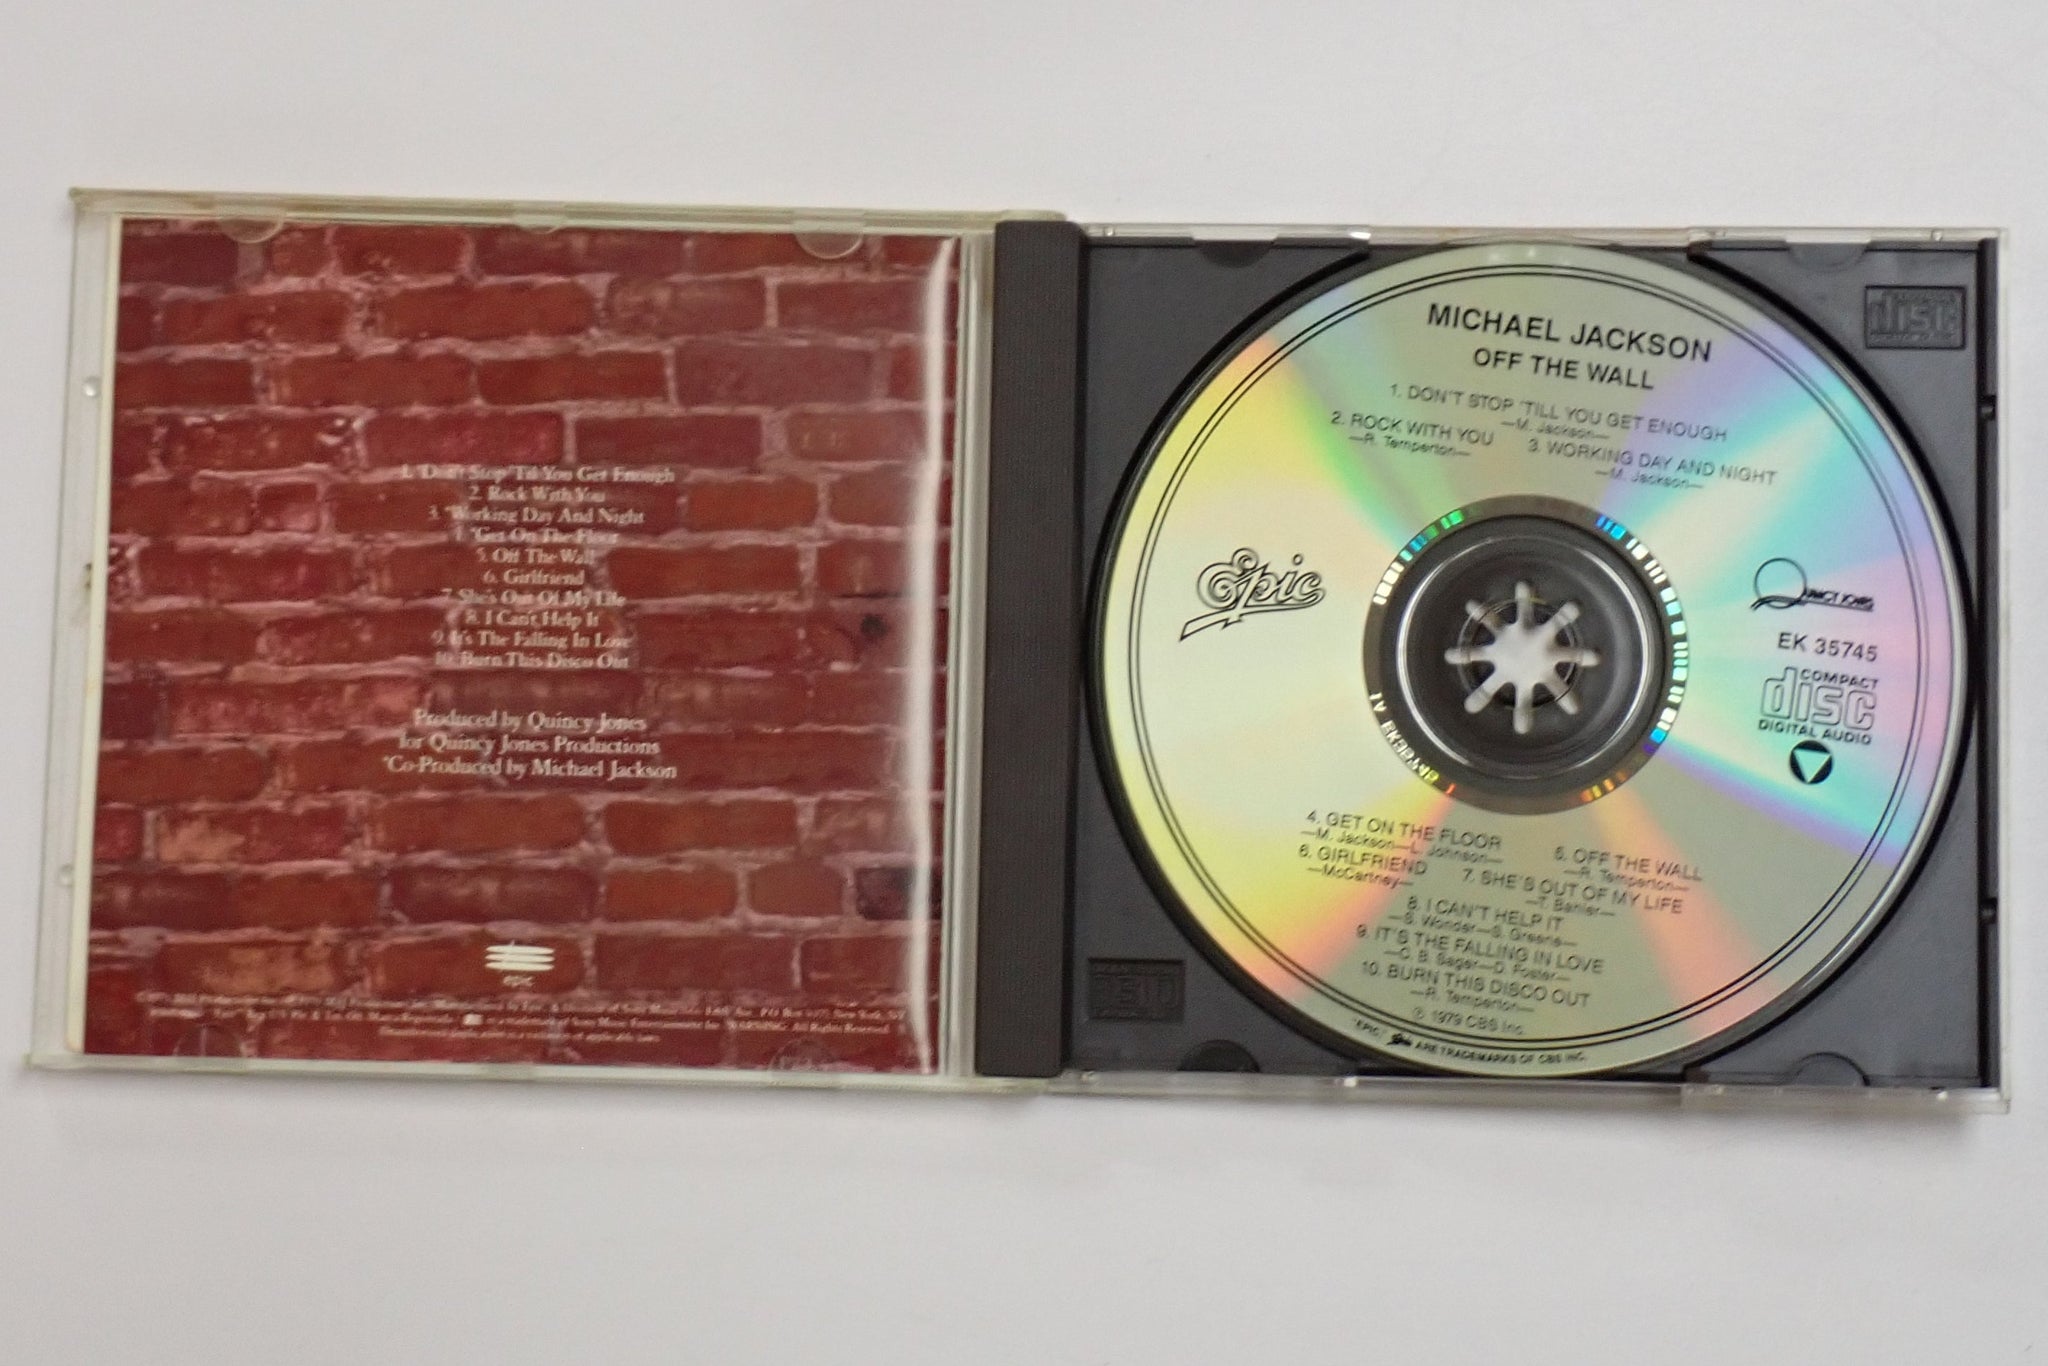 1. *Don't Stop 'Til You Get Enough
2. Rock With You
3. *Working Day And Night
4. *Get On The Floor
5. Off The Wall
6. Girlfriend
7. She's Out Of My Life
8. I Can't Help It
9. It's The Falling In Love
10. Burn This Disco Out
Produced by Quincy Jones
for Quincy Jones Productions
*Co-Produced by Michael Jackson
epic
MICHAEL JACKSON
OFF THE WALL
1. DON'T STOP 'TILL YOU GET ENOUGH
—M. Jackson—
2. ROCK WITH YOU
—R. Temperton—
3. WORKING DAY AND NIGHT
—M. Jackson—
Epic
QUINCY JONES
EK 35745
COMPACT
disc
DIGITAL AUDIO
4. GET ON THE FLOOR
—M. Jackson—L. Johnson—
5. OFF THE WALL
—R. Temperton—
6. GIRLFRIEND
—McCartney—
7. SHE'S OUT OF MY LIFE
—T. Bahler—
8. I CAN'T HELP IT
—S. Wonder—S. Greene—
9. IT'S THE FALLING IN LOVE
—C. B. Sager—D. Foster—
10. BURN THIS DISCO OUT
—R. Temperton—
℗ 1979 CBS Inc.
"EPIC," Epic ARE TRADEMARKS OF CBS INC.
disc